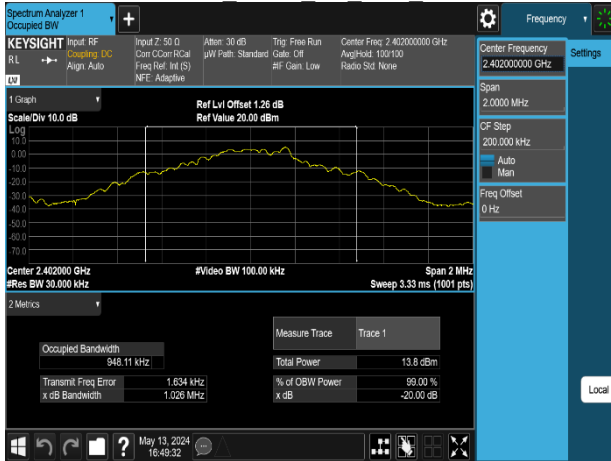 Spectrum Analyzer 1
Occupied BW
Frequency
KEYSIGHT
RL
Input: RF
Coupling: DC
Align: Auto
Input Z: 50 Ω
Corr CCorr RCal
Freq Ref: Int (S)
NFE: Adaptive
Atten: 30 dB
µW Path: Standard
Trig: Free Run
Gate: Off
#IF Gain: Low
Center Freq: 2.402000000 GHz
Avg|Hold: 100/100
Radio Std: None
Center Frequency
2.402000000 GHz
Settings
Span
2.0000 MHz
CF Step
200.000 kHz
Auto
Man
Freq Offset
0 Hz
1 Graph
Scale/Div 10.0 dB
Ref Lvl Offset 1.26 dB
Ref Value 20.00 dBm
Log
10.0
0.00
-10.0
-20.0
-30.0
-40.0
-50.0
-60.0
-70.0
Center 2.402000 GHz
#Res BW 30.000 kHz
#Video BW 100.00 kHz
Span 2 MHz
Sweep 3.33 ms (1001 pts)
2 Metrics
Measure Trace Trace 1
Occupied Bandwidth
948.11 kHz
Total Power 13.8 dBm
Transmit Freq Error 1.634 kHz
% of OBW Power 99.00 %
x dB Bandwidth 1.026 MHz
x dB -20.00 dB
Local
?
May 13, 2024
16:49:32